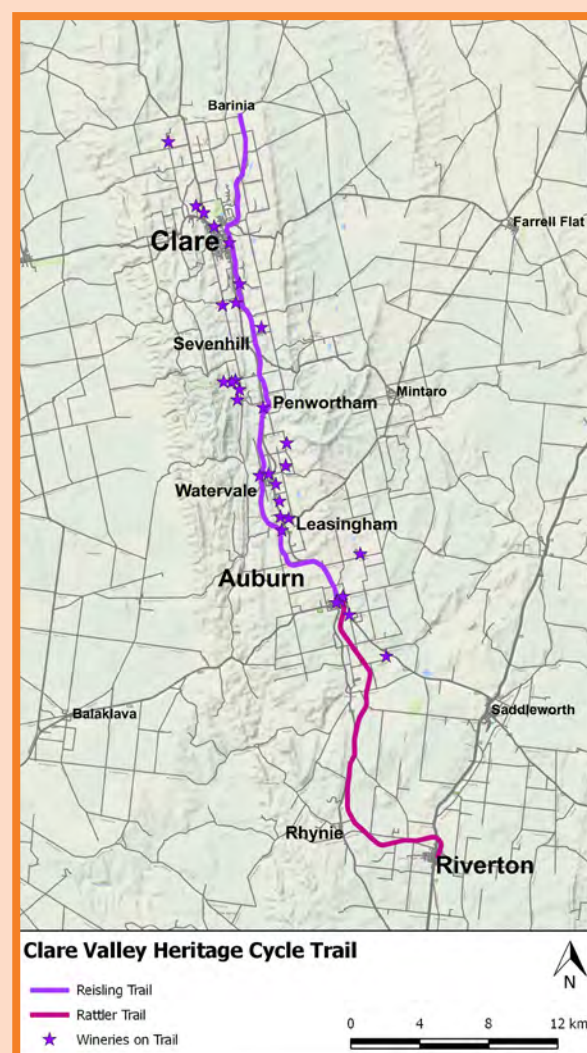 Barinia
Farrell Flat
Clare
Sevenhill
Mintaro
Penwortham
Watervale
Leasingham
Auburn
Saddleworth
Balaklava
Rhynie
Riverton
Clare Valley Heritage Cycle Trail
Reisling Trail
Rattler Trail
Wineries on Trail
N
0 4 8 12 km